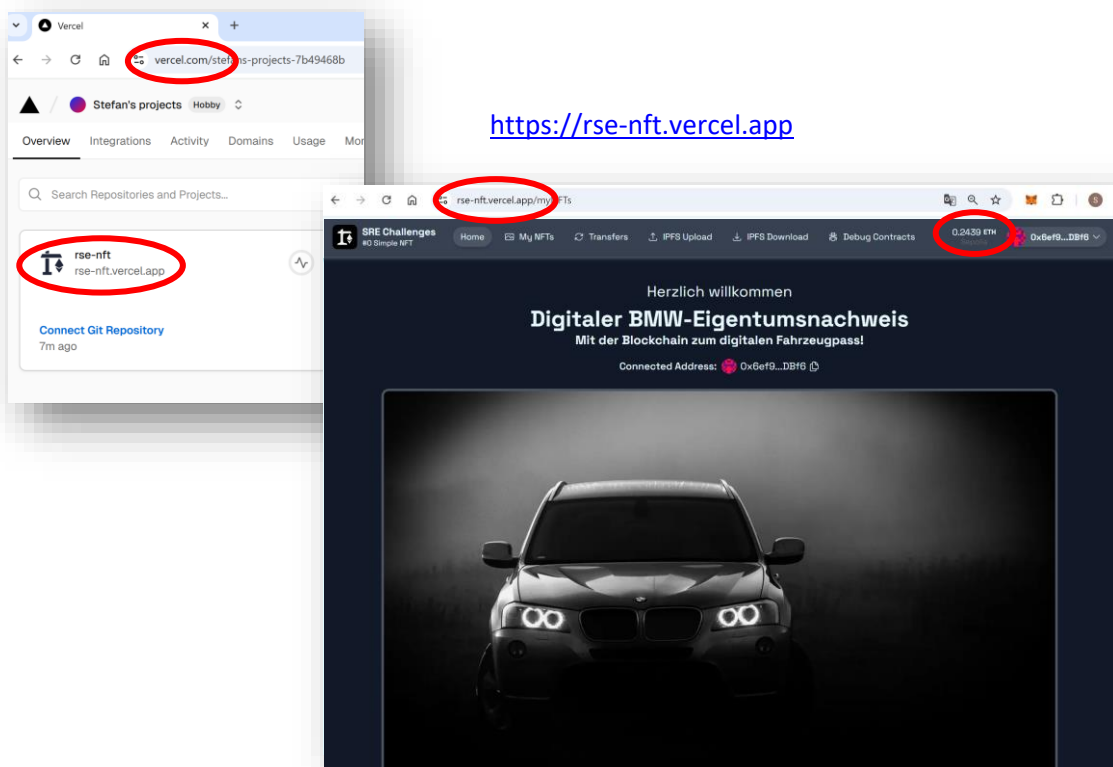 Vercel
vercel.com/stefans-projects-7b49468b
Stefan's projects Hobby
Overview Integrations Activity Domains Usage Mor
Search Repositories and Projects...
rse-nft
rse-nft.vercel.app
Connect Git Repository
7m ago
https://rse-nft.vercel.app
rse-nft.vercel.app/myNFTs
S
SRE Challenges
#0 Simple NFT
Home My NFTs Transfers IPFS Upload IPFS Download Debug Contracts
0.2439 ETH
Sepolia
0x6ef9...DBf6
Herzlich willkommen
Digitaler BMW-Eigentumsnachweis
Mit der Blockchain zum digitalen Fahrzeugpass!
Connected Address: 0x6ef9...DBf6